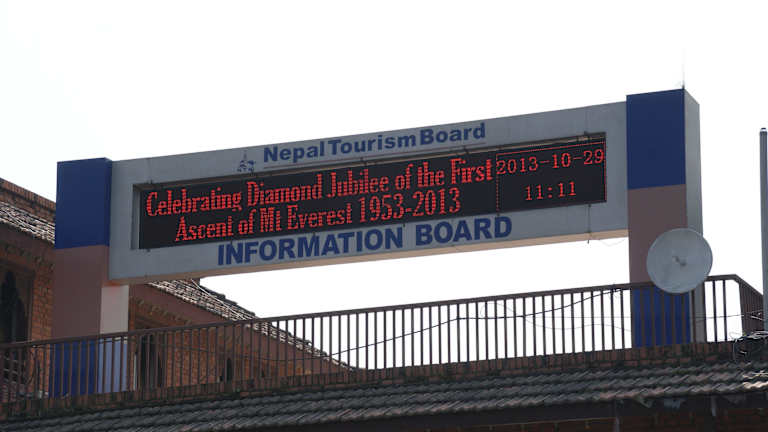 Nepal Tourism Board
Celebrating Diamond Jubilee of the First
Ascent of Mt Everest 1953-2013
2013-10-29
11:11
INFORMATION BOARD